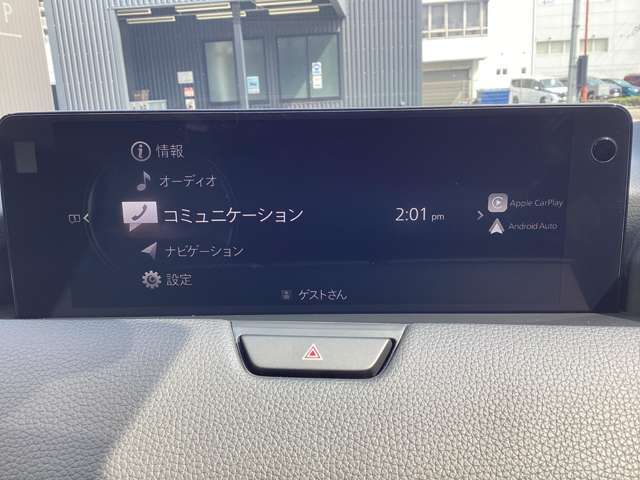 P
情報
オーディオ
コミュニケーション
2:01 pm
Apple CarPlay
Android Auto
ナビゲーション
設定
ゲストさん